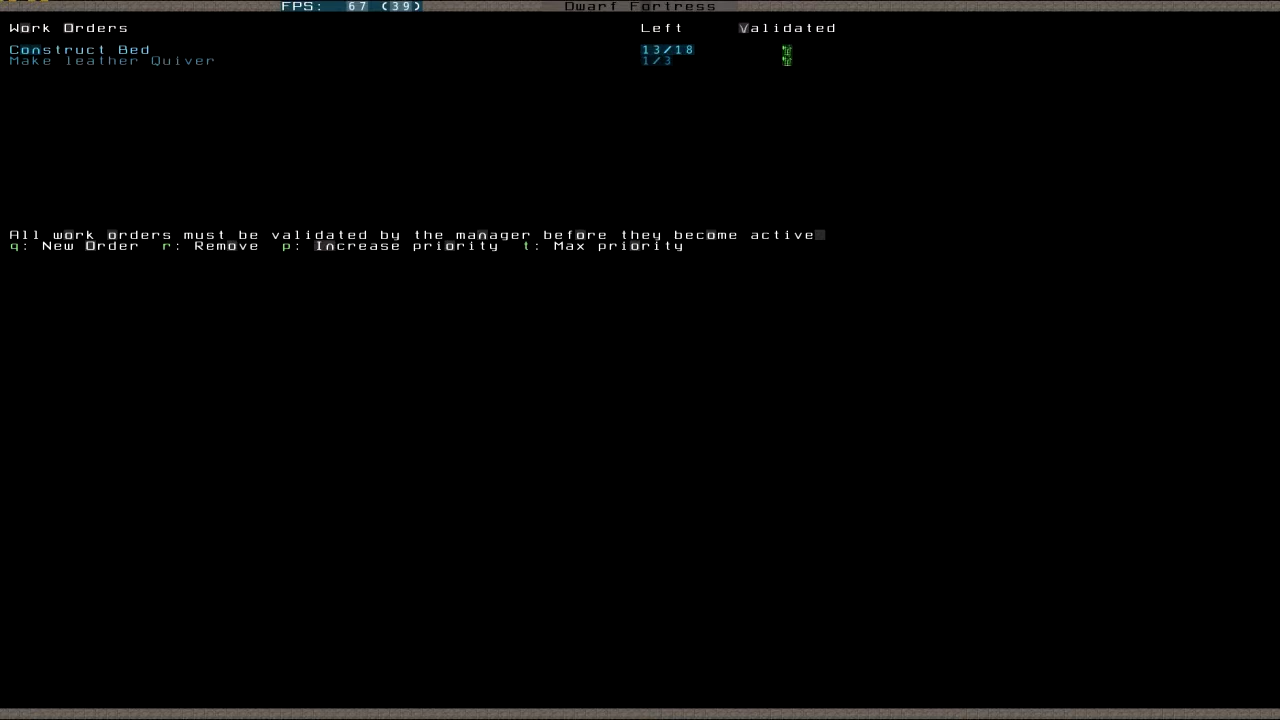 FPS: 67 (39) Dwarf Fortress
Work Orders Left Validated
Construct Bed 13/18
Make leather Quiver 1/3
All work orders must be validated by the manager before they become active.
q: New Order r: Remove p: Increase priority t: Max priority